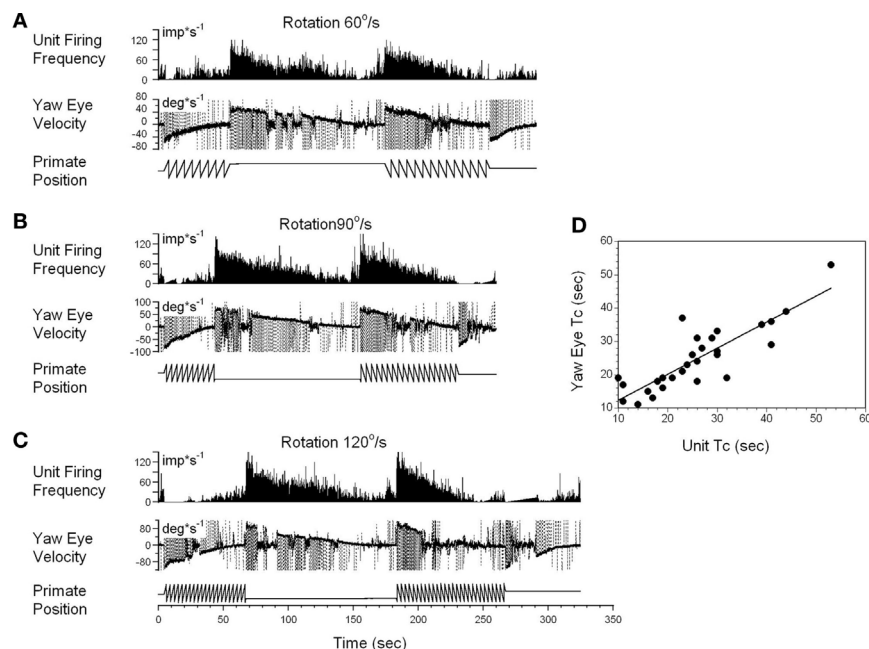 A
Rotation 60°/s
Unit Firing
Frequency
imp*s-1
120
60
0
Yaw Eye
Velocity
deg*s-1
80
40
0
-40
-80
Primate
Position
B
Rotation90°/s
Unit Firing
Frequency
imp*s-1
120
60
0
Yaw Eye
Velocity
deg*s-1
100
50
0
-50
-100
Primate
Position
C
Rotation 120°/s
Unit Firing
Frequency
imp*s-1
120
60
0
Yaw Eye
Velocity
deg*s-1
80
40
0
-40
-80
Primate
Position
0 50 100 150 200 250 300 350
Time (sec)
D
Yaw Eye Tc (sec)
60
50
40
30
20
10
10 20 30 40 50 60
Unit Tc (sec)